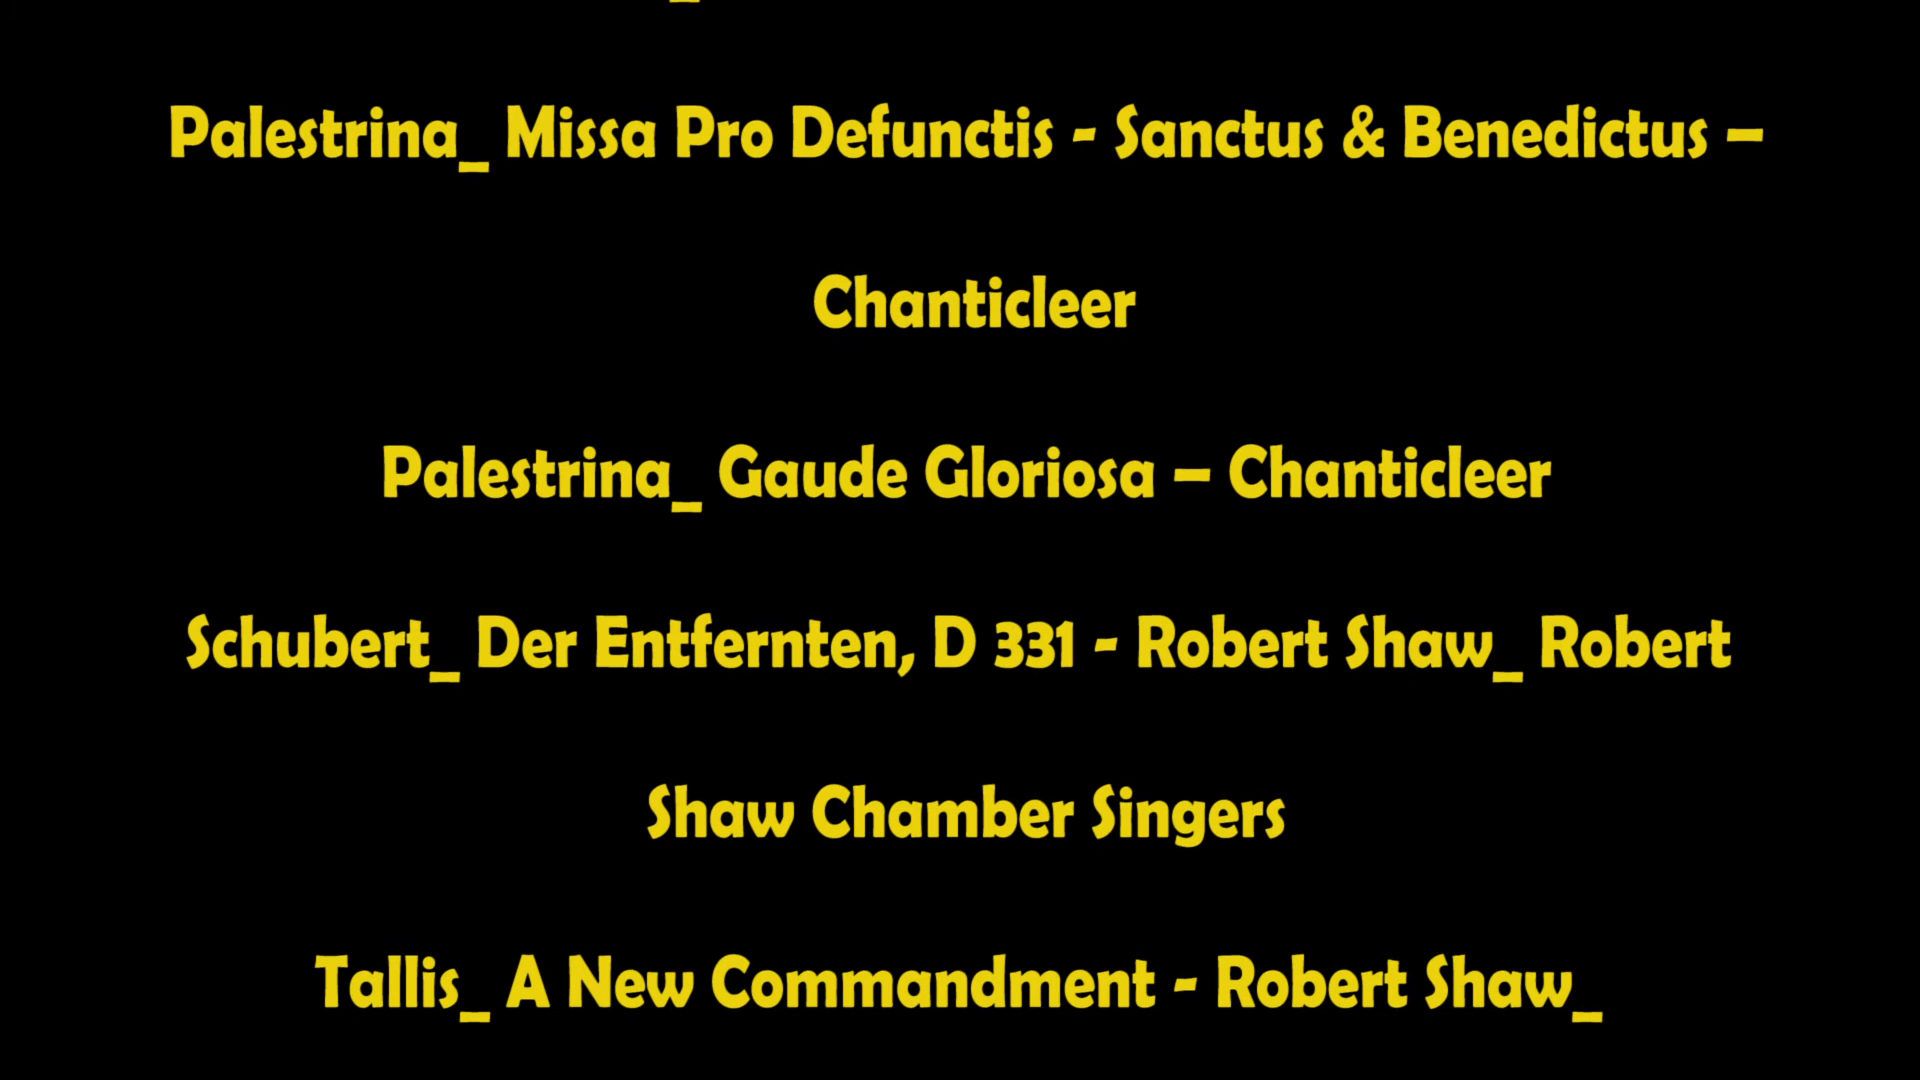 Palestrina_ Missa Pro Defunctis - Sanctus & Benedictus –
Chanticleer
Palestrina_ Gaude Gloriosa – Chanticleer
Schubert_ Der Entfernten, D 331 - Robert Shaw_ Robert
Shaw Chamber Singers
Tallis_ A New Commandment - Robert Shaw_